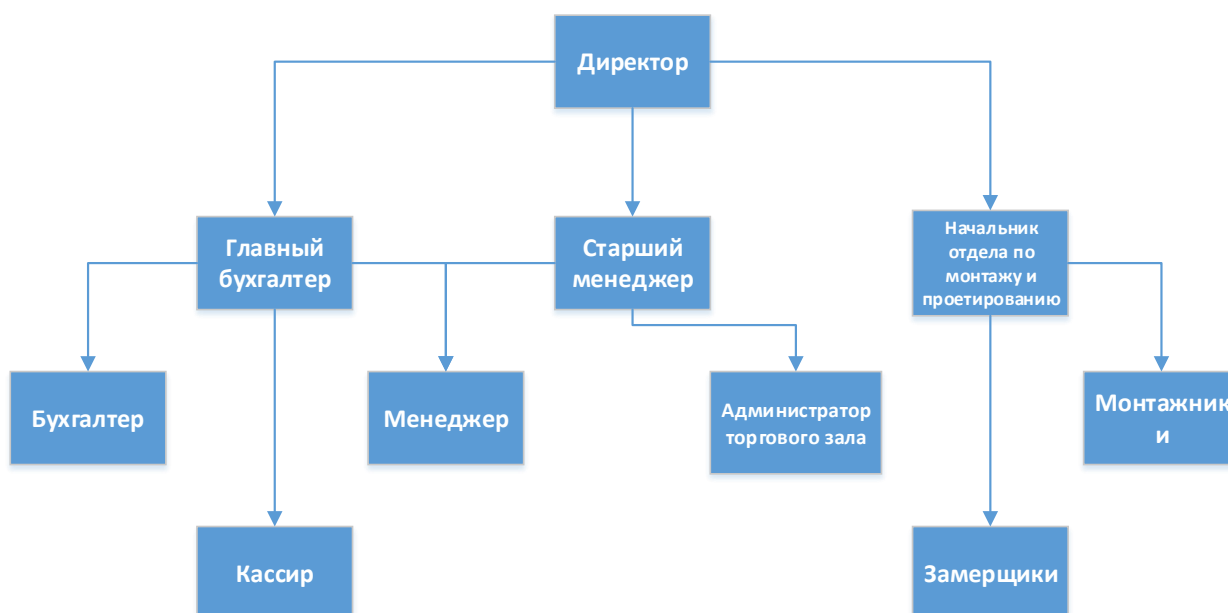 Директор
Главный
бухгалтер
Старший
менеджер
Начальник
отдела по
монтажу и
проетированию
Бухгалтер
Менеджер
Администратор
торгового зала
Монтажник
и
Кассир
Замерщики